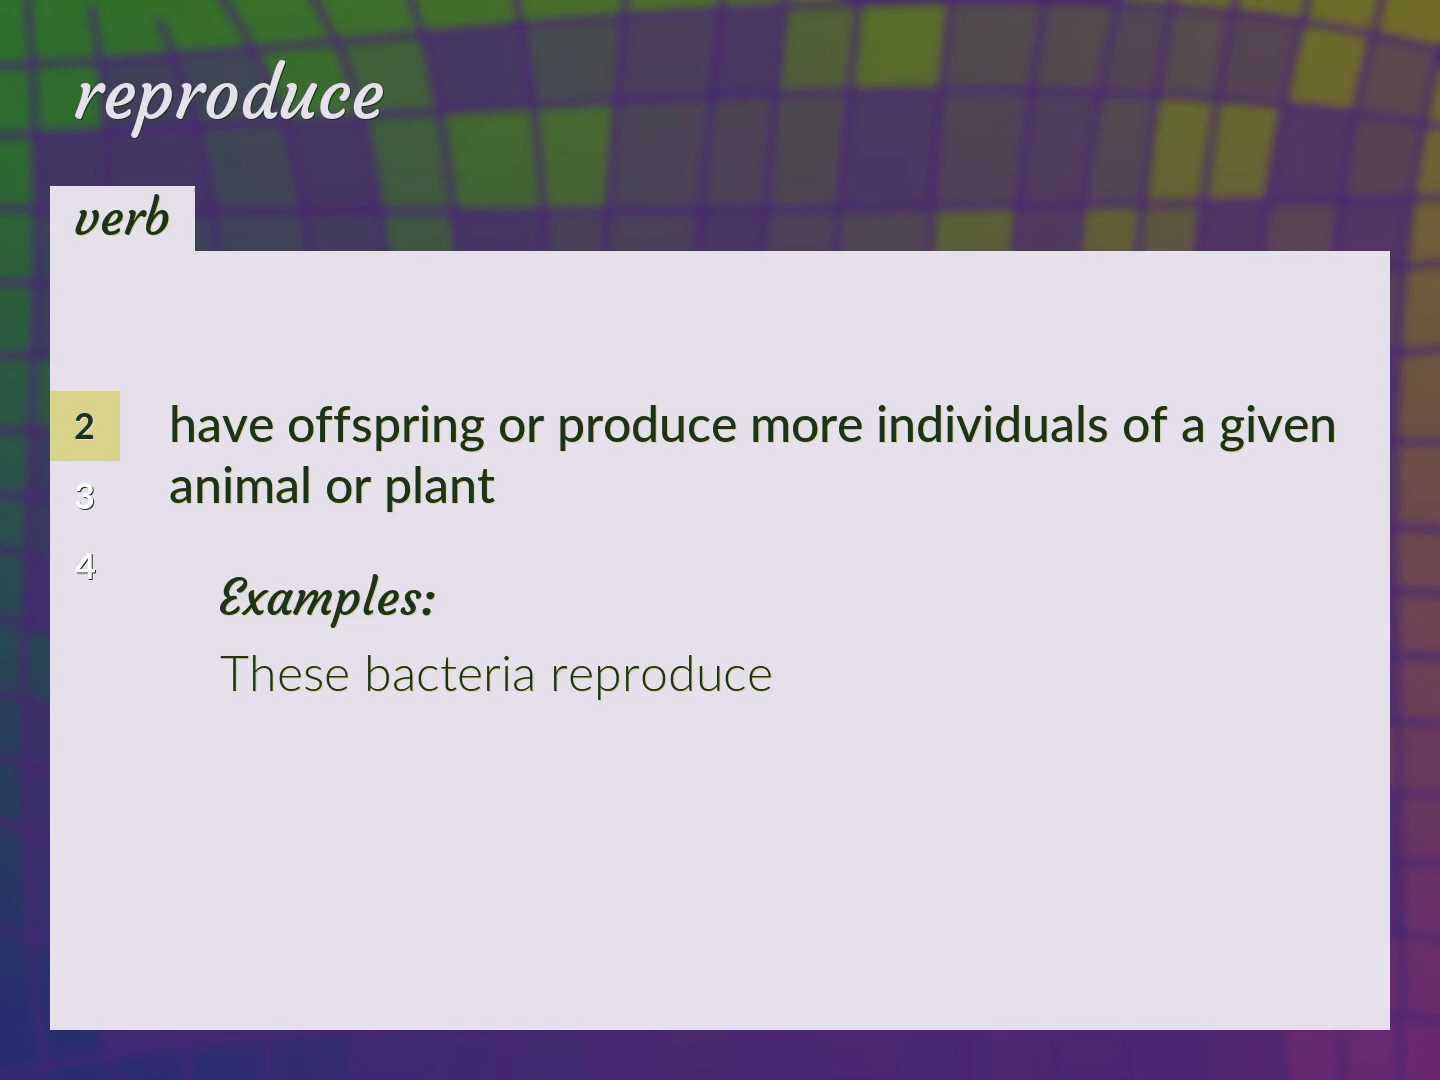 reproduce
verb
2
have offspring or produce more individuals of a given
animal or plant
3
4
Examples:
These bacteria reproduce